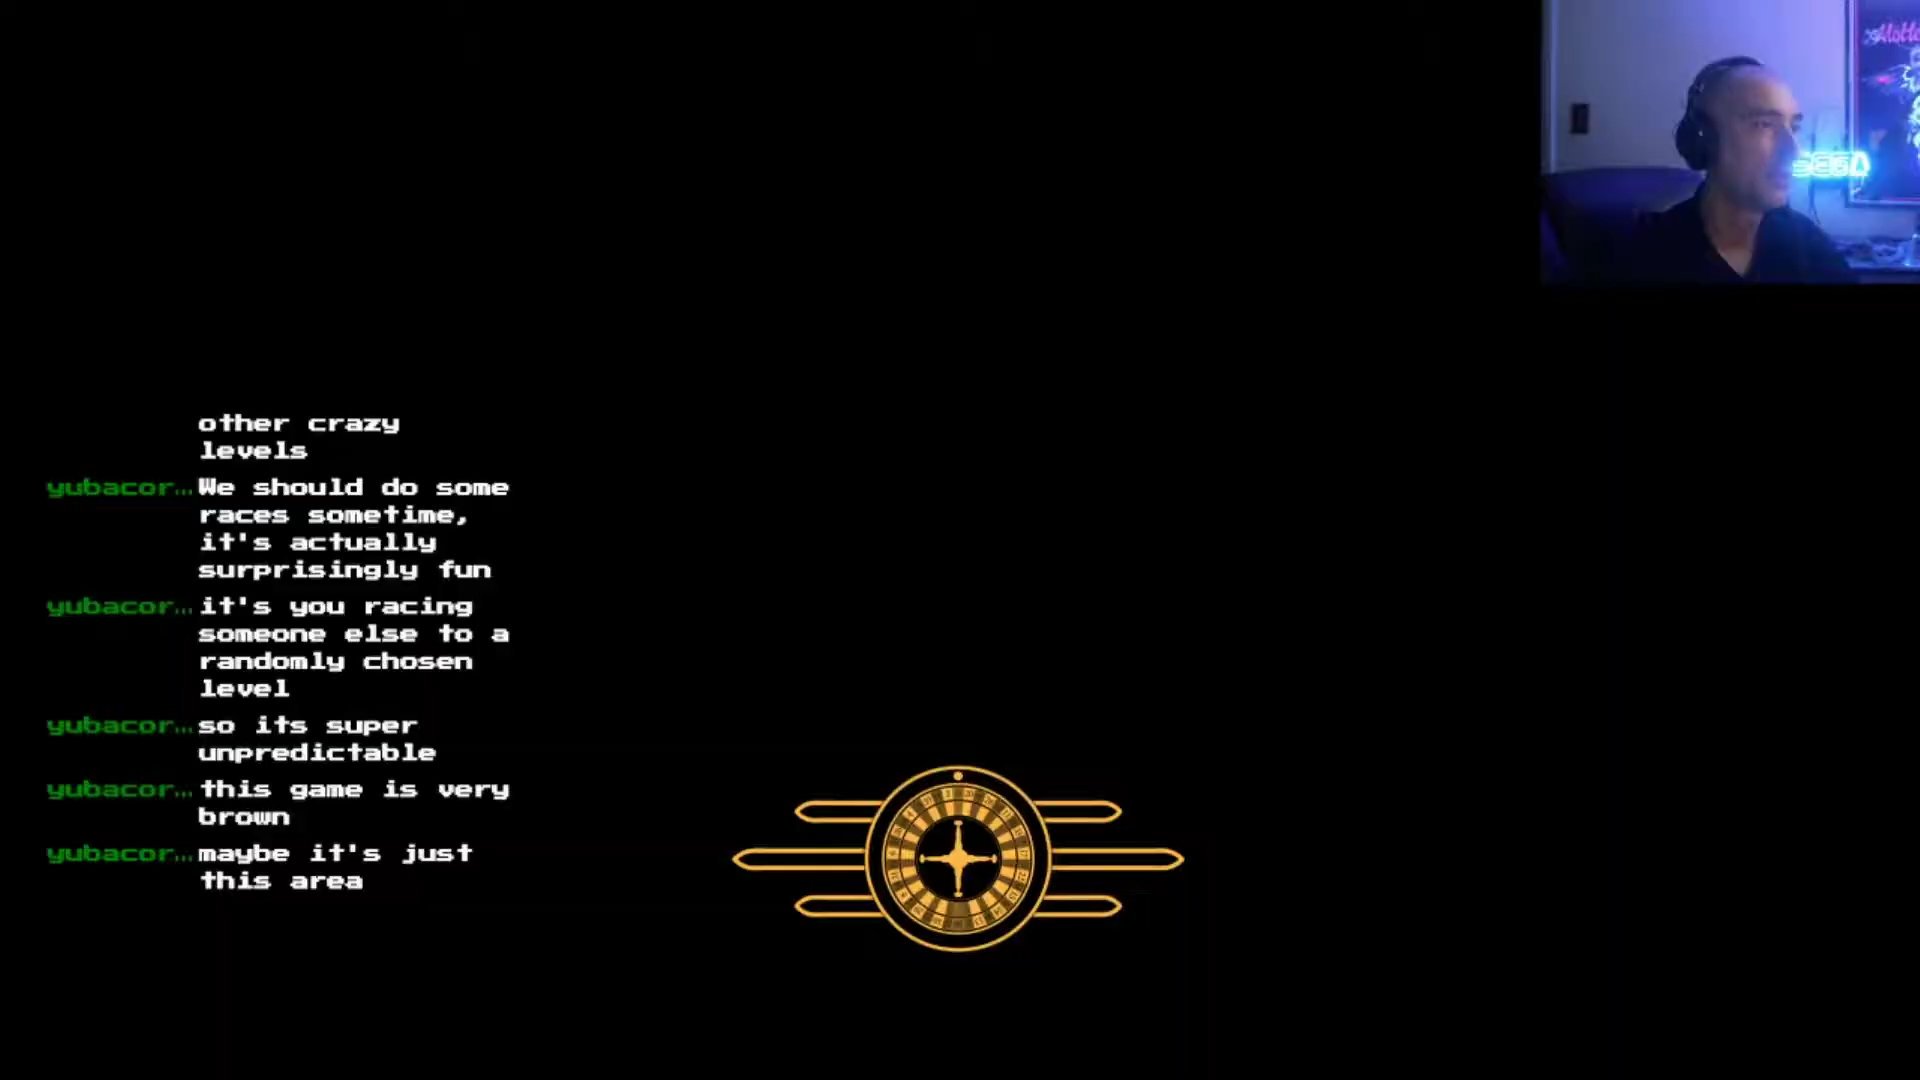 other crazy
levels
yubacor... We should do some
races sometime,
it's actually
surprisingly fun
yubacor... it's you racing
someone else to a
randomly chosen
level
yubacor... so its super
unpredictable
yubacor... this game is very
brown
yubacor... maybe it's just
this area
SEGA